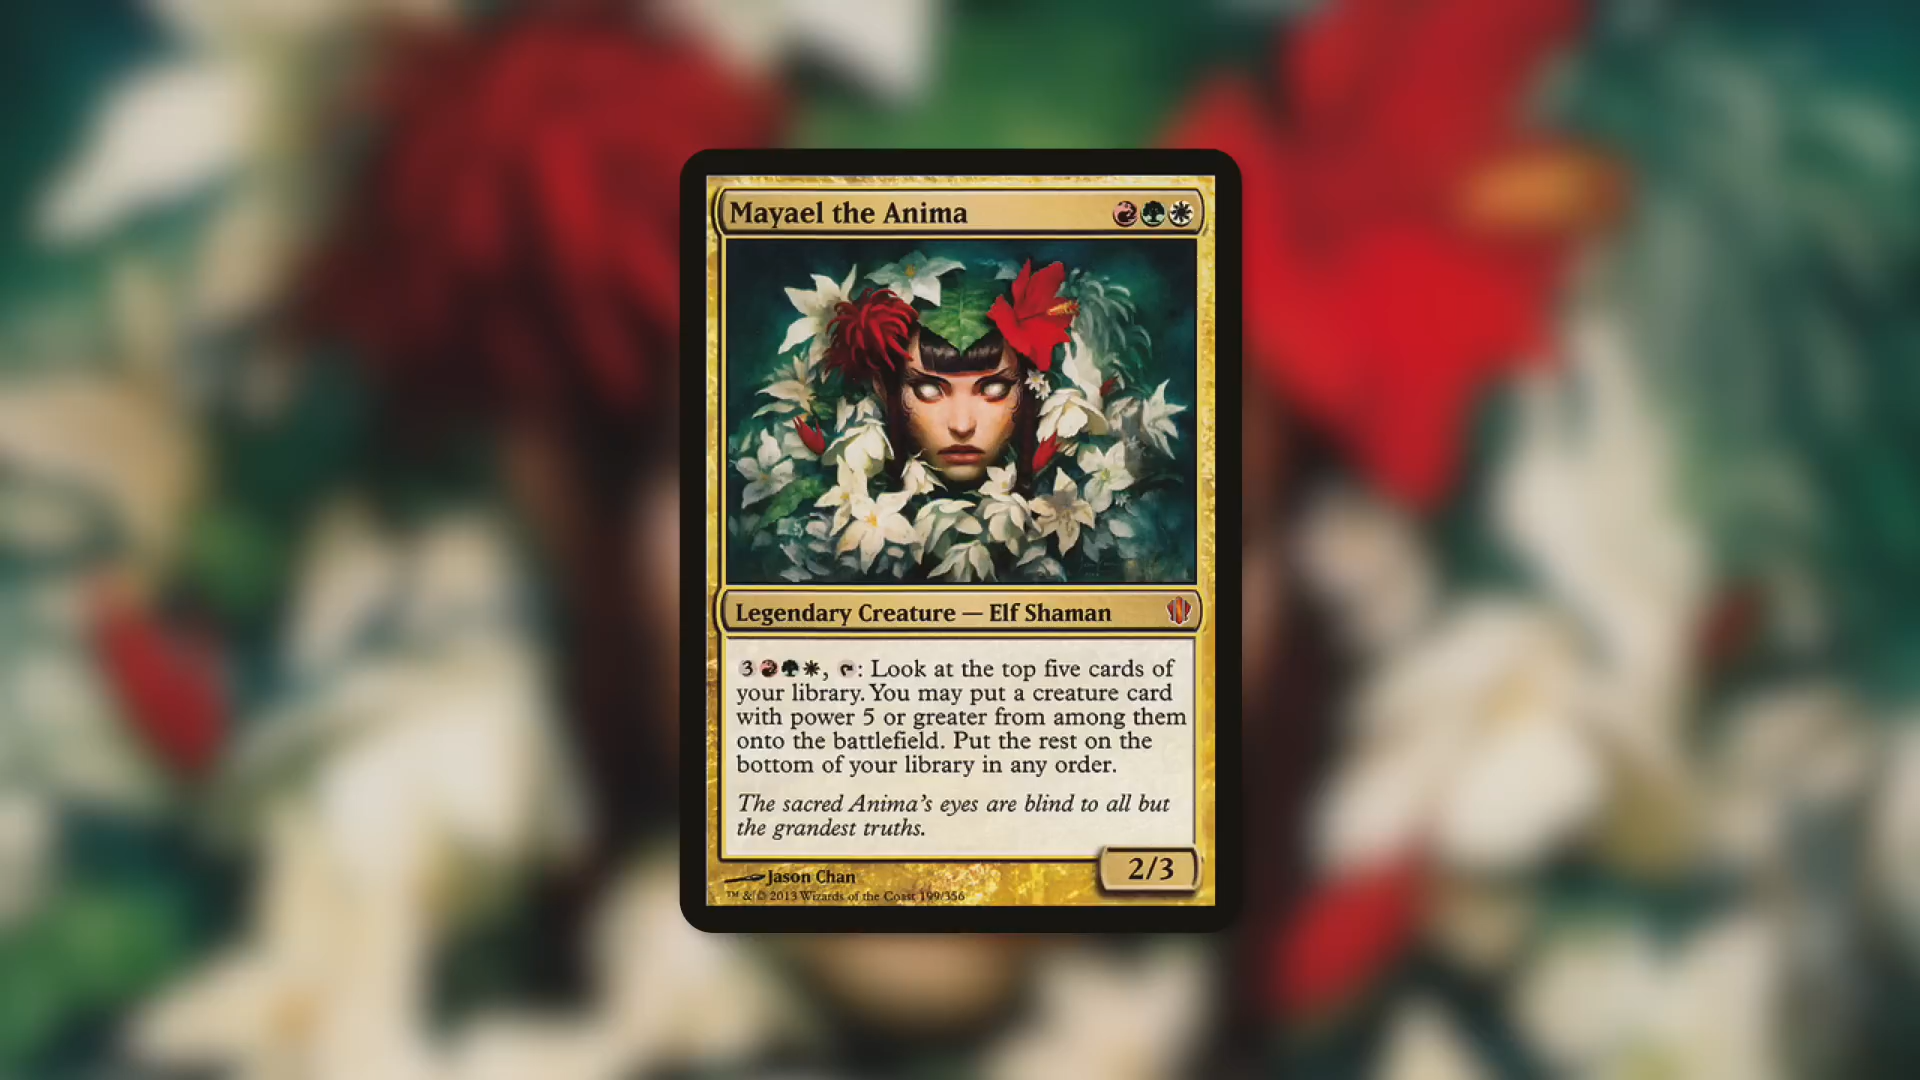 Mayael the Anima
Legendary Creature — Elf Shaman
3, : Look at the top five cards of
your library. You may put a creature card
with power 5 or greater from among them
onto the battlefield. Put the rest on the
bottom of your library in any order.
The sacred Anima's eyes are blind to all but
the grandest truths.
2/3
Jason Chan
™ & © 2013 Wizards of the Coast 199/356